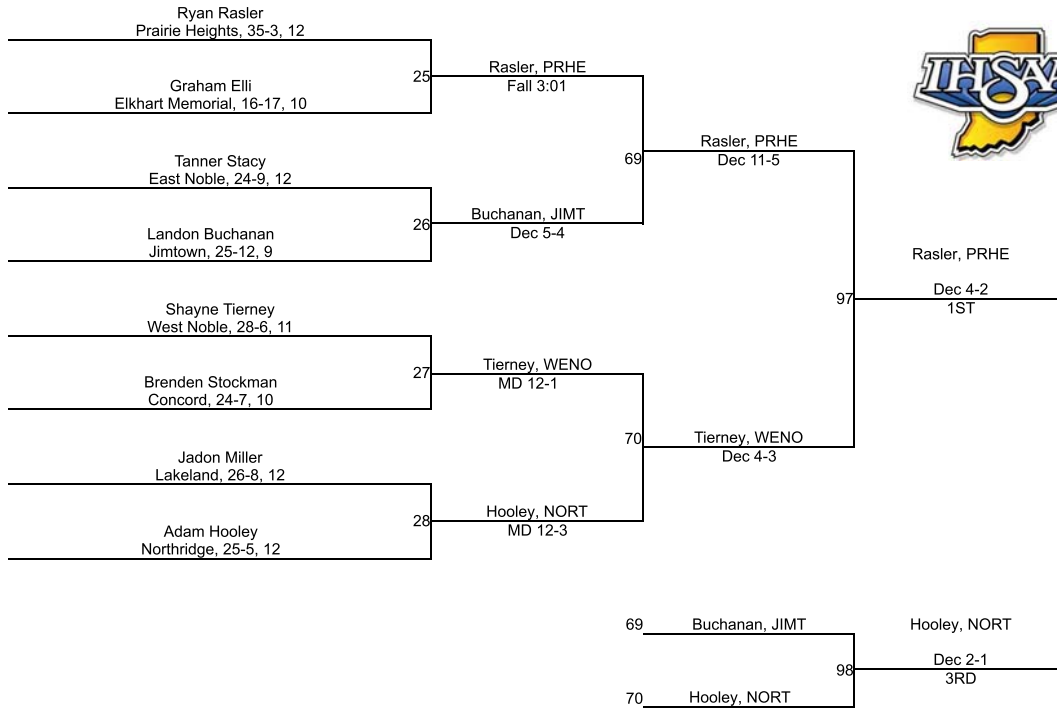 Ryan Rasler
Prairie Heights, 35-3, 12
25
Graham Elli
Elkhart Memorial, 16-17, 10
Rasler, PRHE
Fall 3:01
Tanner Stacy
East Noble, 24-9, 12
26
Landon Buchanan
Jimtown, 25-12, 9
Buchanan, JIMT
Dec 5-4
69
Rasler, PRHE
Dec 11-5
Shayne Tierney
West Noble, 28-6, 11
27
Brenden Stockman
Concord, 24-7, 10
Tierney, WENO
MD 12-1
Jadon Miller
Lakeland, 26-8, 12
28
Adam Hooley
Northridge, 25-5, 12
Hooley, NORT
MD 12-3
70
Tierney, WENO
Dec 4-3
97
Rasler, PRHE
Dec 4-2
1ST
IHSAA
69
Buchanan, JIMT
98
70
Hooley, NORT
Hooley, NORT
Dec 2-1
3RD